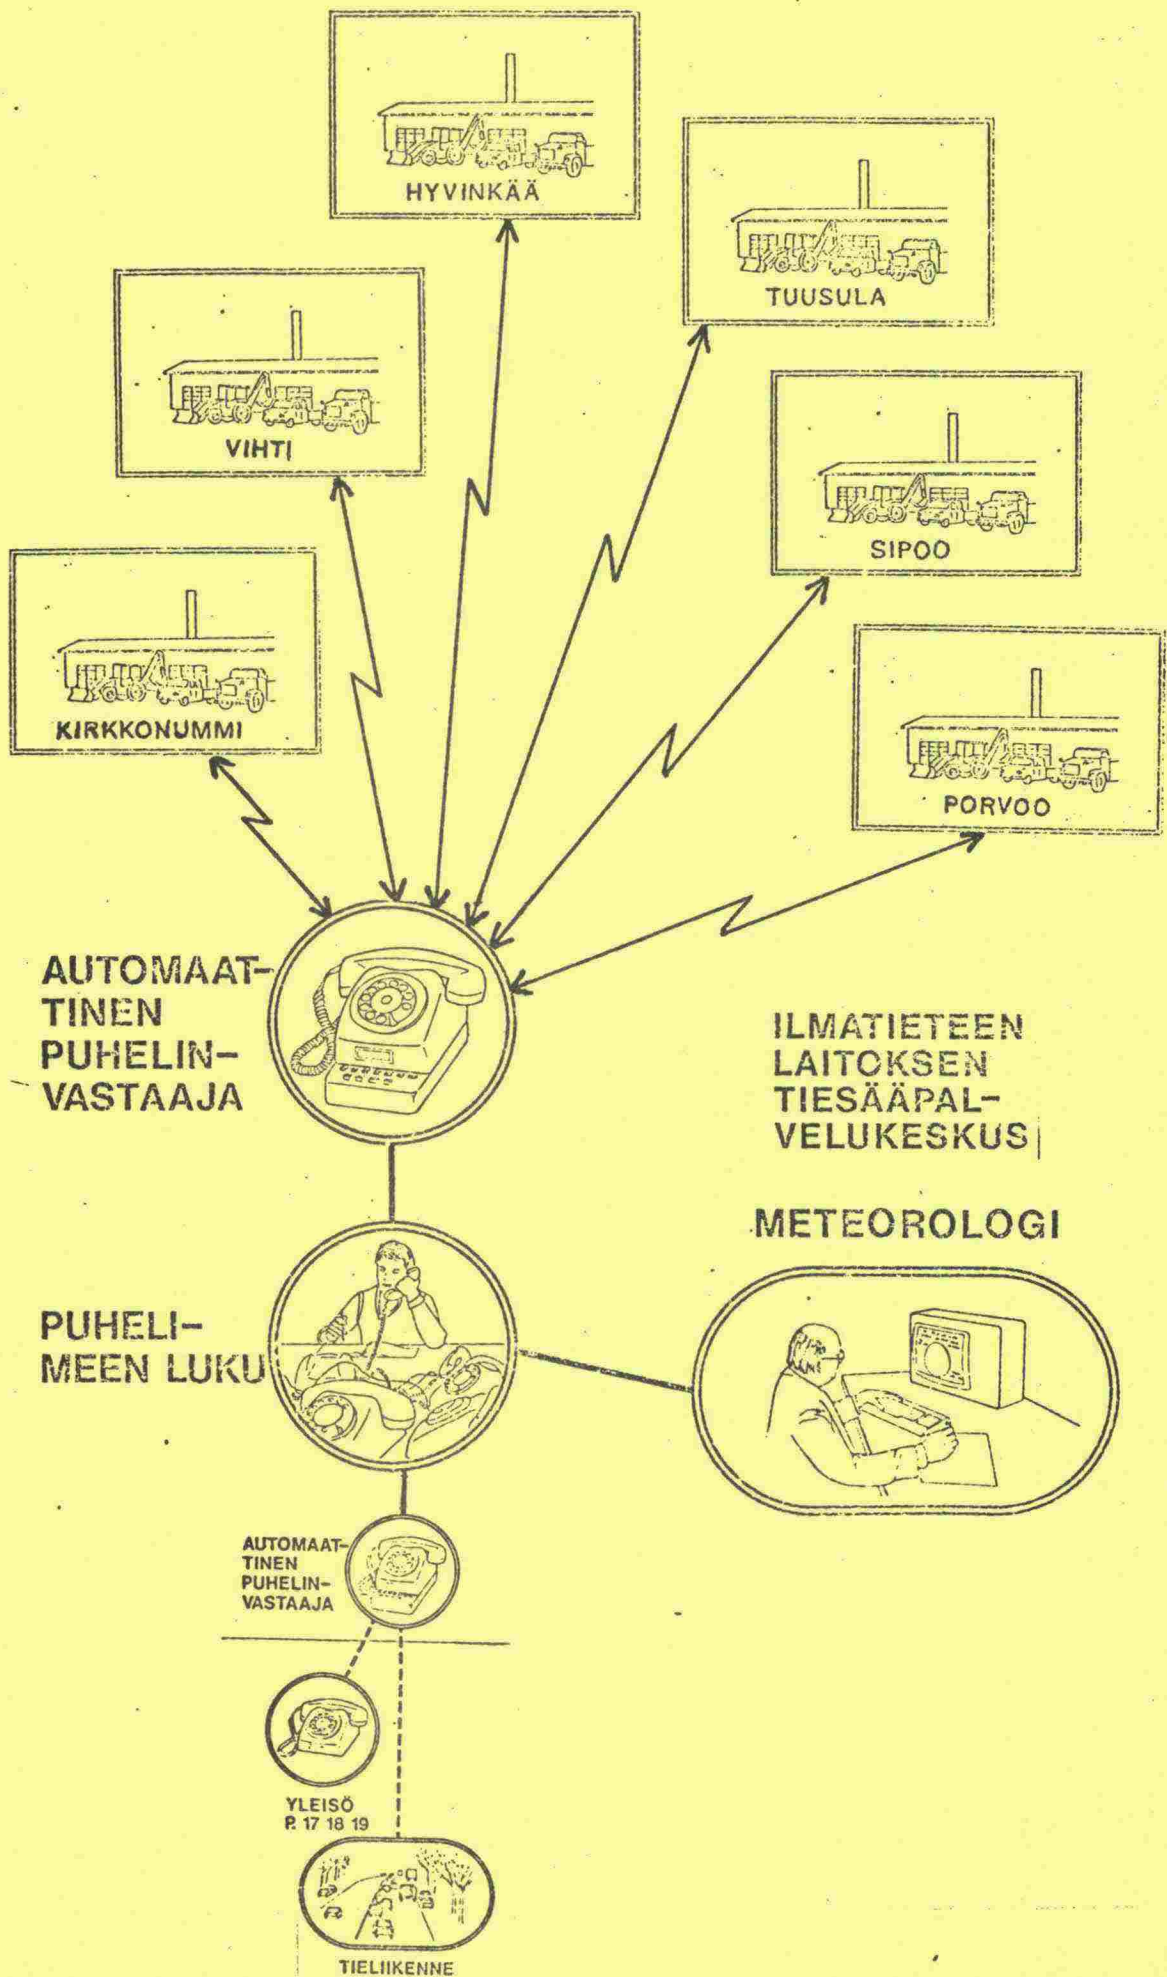 HYVINKÄÄ
TUUSULA
VIHTI
SIPOO
KIRKKONUMMI
PORVOO
AUTOMAAT-
TINEN
PUHELIN-
VASTAAJA
ILMATIETEEN
LAITOKSEN
TIESÄÄPAL-
VELUKESKUS
METEOROLOGI
PUHELI-
MEEN LUKU
AUTOMAAT-
TINEN
PUHELIN-
VASTAAJA
YLEISÖ
P. 17 18 19
TIELIIKENNE